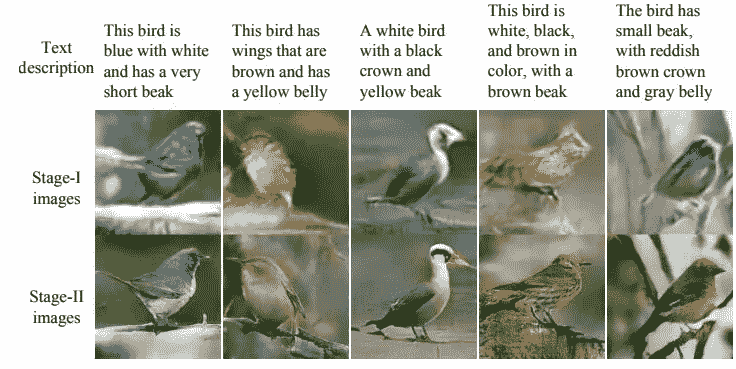 Text
description
This bird is
blue with white
and has a very
short beak
This bird has
wings that are
brown and has
a yellow belly
A white bird
with a black
crown and
yellow beak
This bird is
white, black,
and brown in
color, with a
brown beak
The bird has
small beak,
with reddish
brown crown
and gray belly
Stage-I
images
Stage-II
images